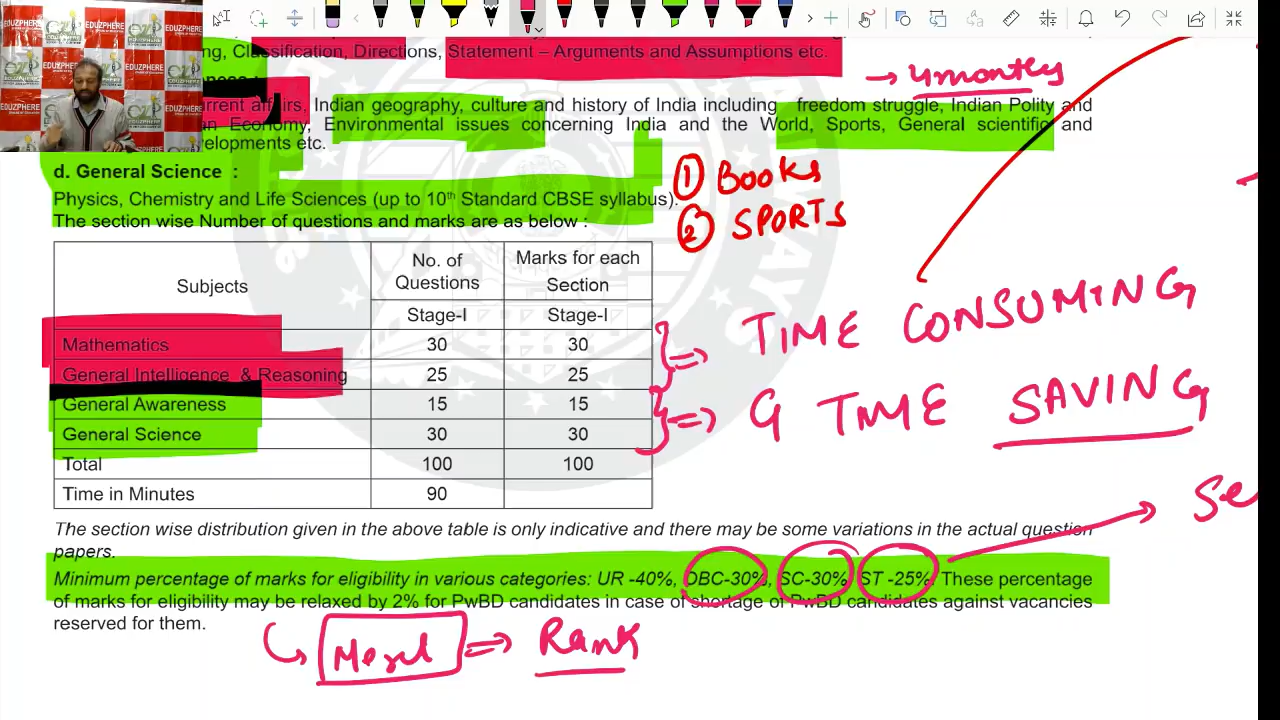 ng, Classification, Directions, Statement – Arguments and Assumptions etc.
→ 4 montly
urrent affairs, Indian geography, culture and history of India including freedom struggle, Indian Polity and
an Economy, Environmental issues concerning India and the World, Sports, General scientific and
velopments etc.
d. General Science :
① Books
Physics, Chemistry and Life Sciences (up to 10th Standard CBSE syllabus).
② SPORTS
The section wise Number of questions and marks are as below :
Subjects No. of Questions Marks for each Section
Stage-I Stage-I
Mathematics 30 30
TIME CONSUMING
General Intelligence & Reasoning 25 25
General Awareness 15 15
TIME SAVING
General Science 30 30
Total 100 100
Time in Minutes 90
Se
The section wise distribution given in the above table is only indicative and there may be some variations in the actual question
papers.
Minimum percentage of marks for eligibility in various categories: UR -40%, OBC-30%, SC-30% ST -25%. These percentage
of marks for eligibility may be relaxed by 2% for PwBD candidates in case of shortage of PwBD candidates against vacancies
reserved for them.
⇒ Rank
EDUZPHERE